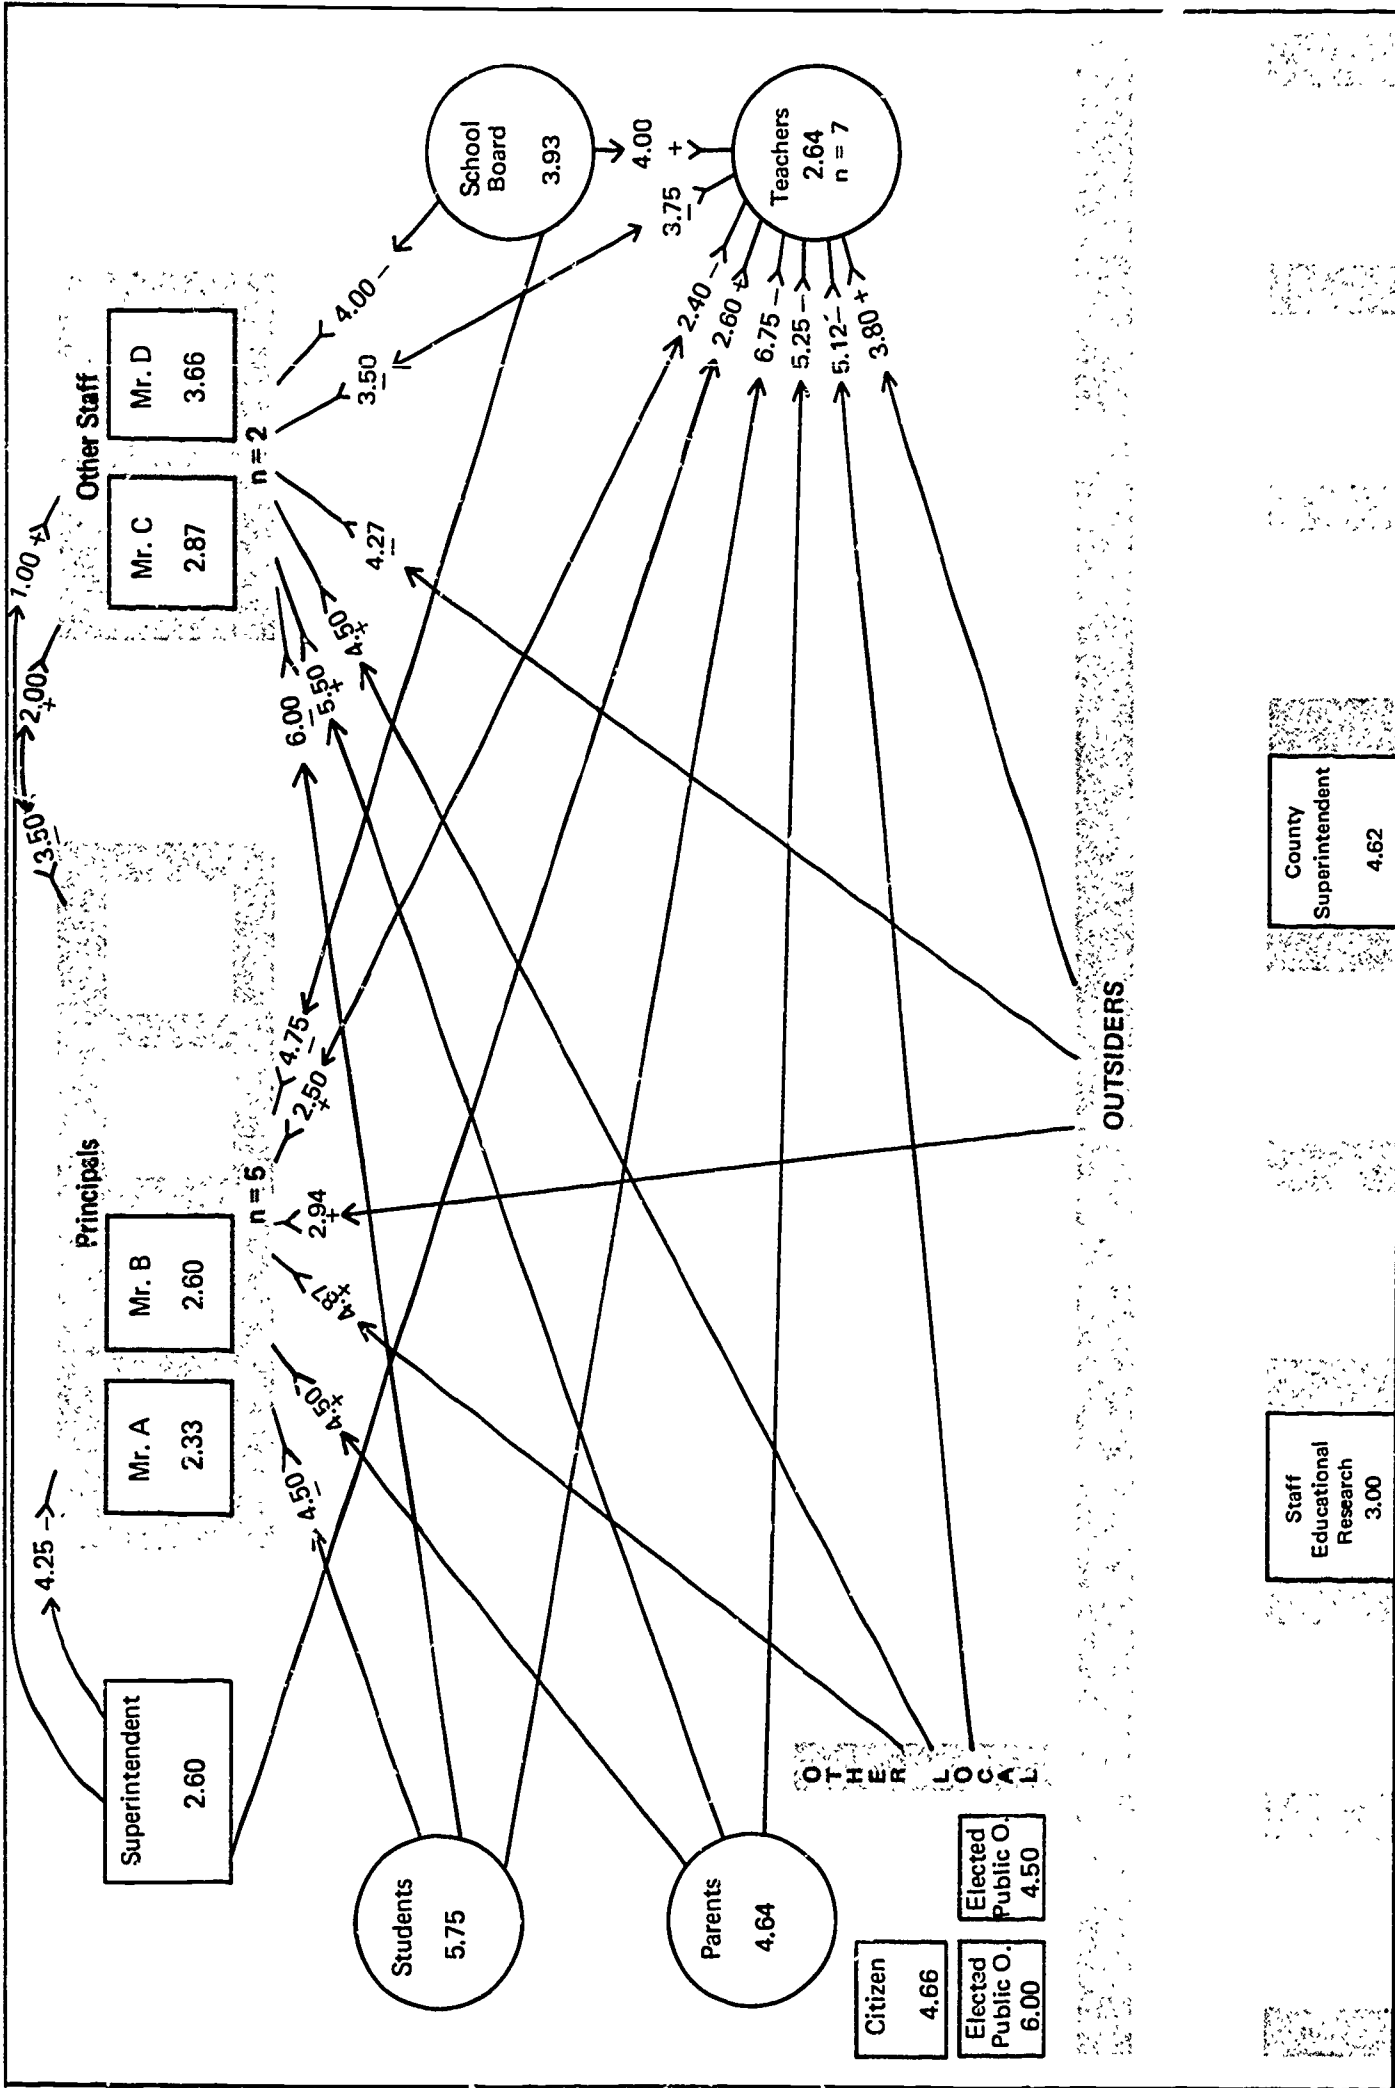 Superintendent
2.60
4.25
Principals
Mr. A
2.33
Mr. B
2.60
n = 5
3.50
–
2.00
+
1.00 +
Other Staff
Mr. C
2.87
Mr. D
3.66
n = 2
4.50
–
4.50
+
4.87
+
2.94
+
2.50
+
4.75
–
6.00
–
5.50
+
4.50
+
4.27
–
3.50
–
4.00 –
School
Board
3.93
4.00
+
3.75
–
2.40 –
2.60 +
6.75 –
5.25 –
5.12 –
3.80 +
Teachers
2.64
n = 7
Students
5.75
Parents
4.64
OTHER LOCAL
Citizen
4.66
Elected
Public O.
6.00
Elected
Public O.
4.50
OUTSIDERS
Staff
Educational
Research
3.00
County
Superintendent
4.62